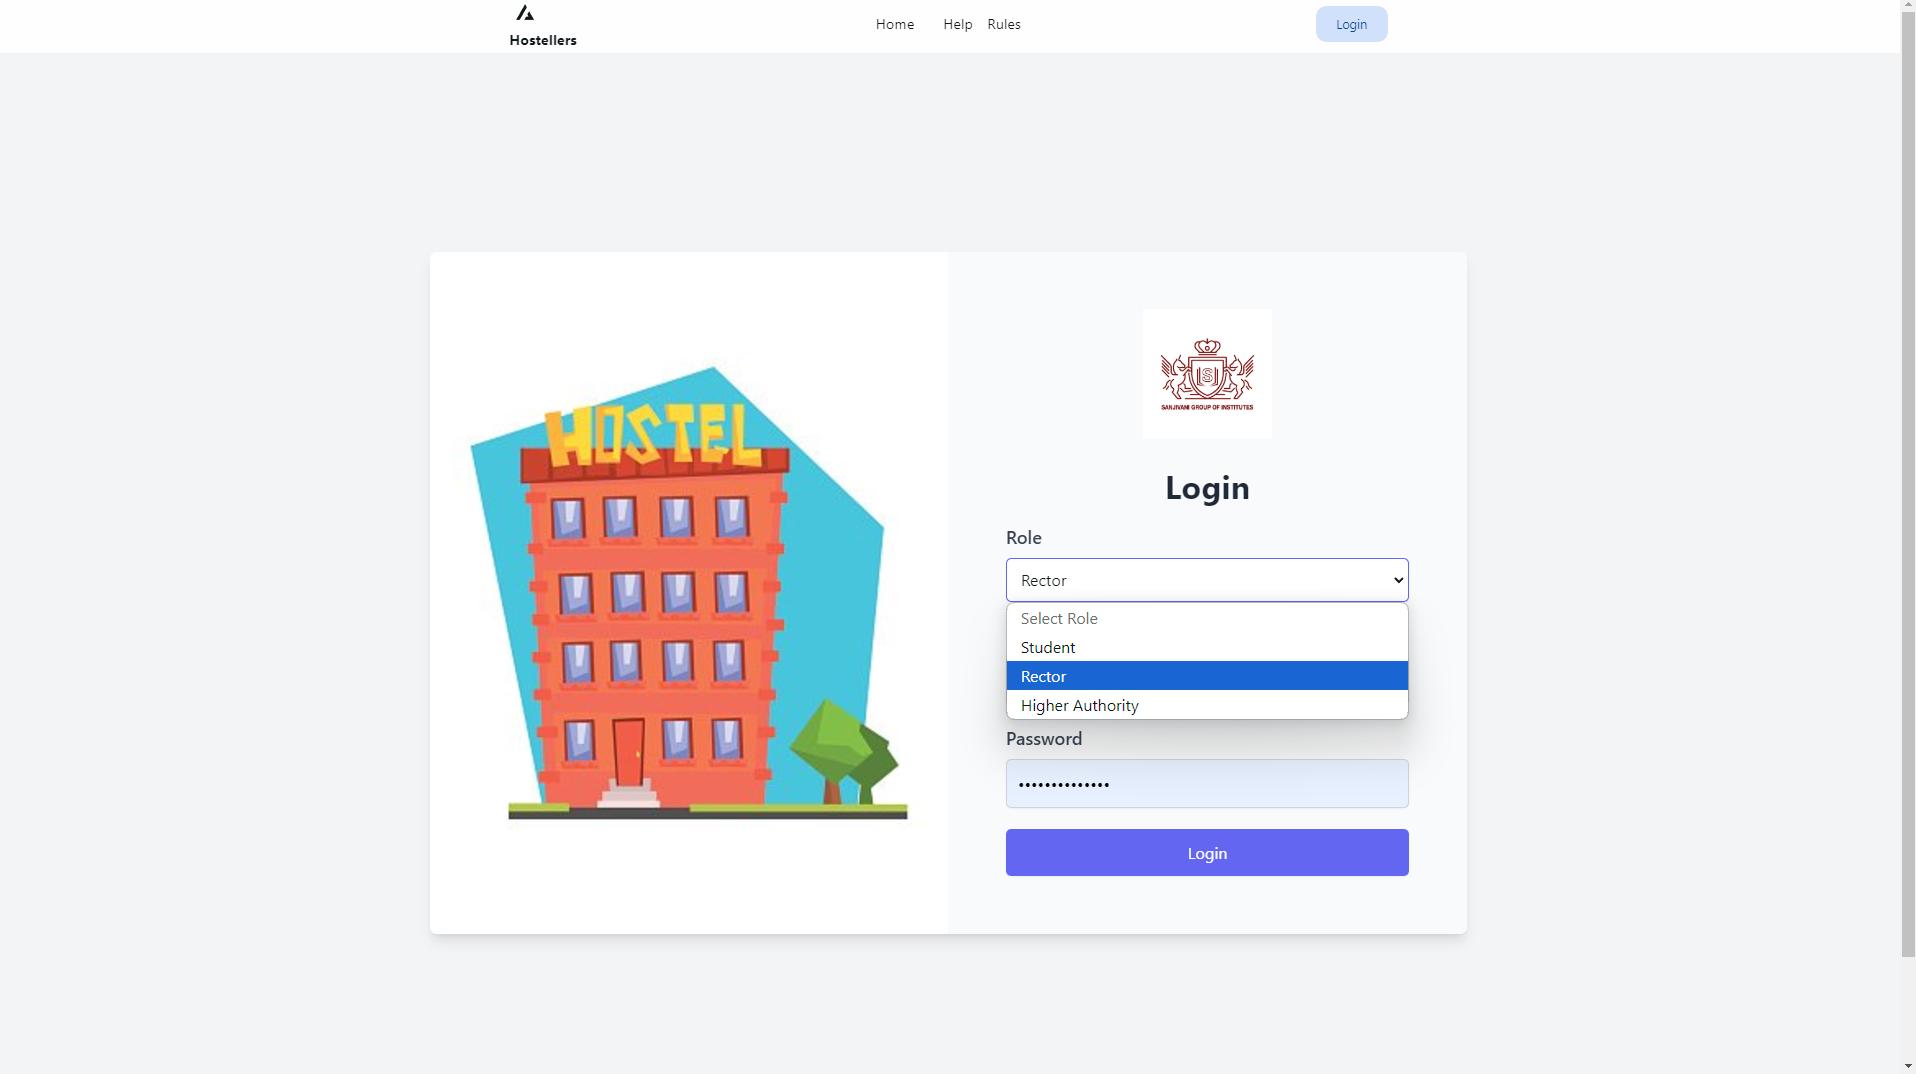 Hostellers
Home Help Rules
Login
HOSTEL
SANJIVANI GROUP OF INSTITUTES
Login
Role
Rector
Select Role
Student
Rector
Higher Authority
Password
••••••••••••••
Login